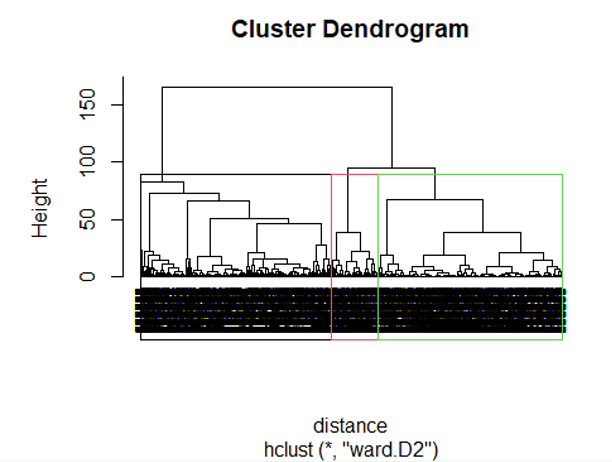 Cluster Dendrogram
Height
150
100
50
0
distance
hclust (*, "ward.D2")